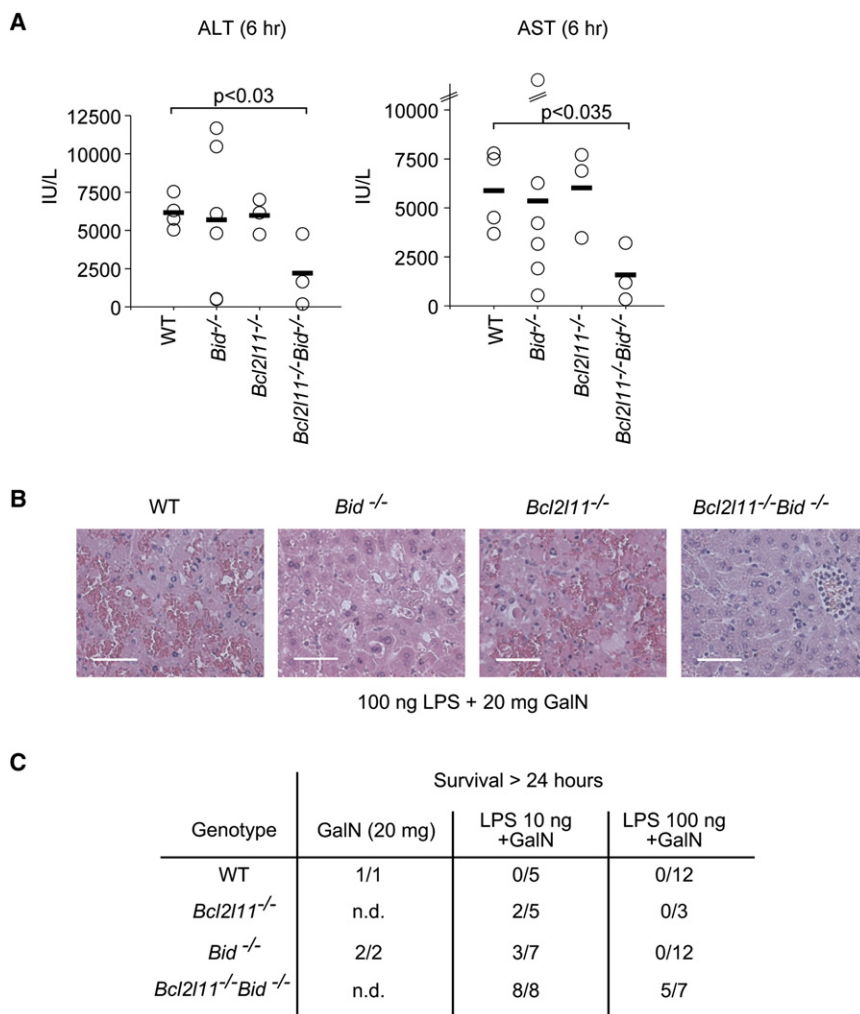 A
ALT (6 hr)
AST (6 hr)
p<0.03
12500
10000
7500
5000
2500
0
IU/L
WT
Bid-/-
Bcl2l11-/-
Bcl2l11-/-Bid-/-
p<0.035
10000
7500
5000
2500
0
IU/L
WT
Bid-/-
Bcl2l11-/-
Bcl2l11-/-Bid-/-
B
WT
Bid -/-
Bcl2l11-/-
Bcl2l11-/-Bid -/-
100 ng LPS + 20 mg GalN
C
Survival > 24 hours
Genotype GalN (20 mg) LPS 10 ng +GalN LPS 100 ng +GalN
WT 1/1 0/5 0/12
Bcl2l11-/- n.d. 2/5 0/3
Bid -/- 2/2 3/7 0/12
Bcl2l11-/-Bid -/- n.d. 8/8 5/7